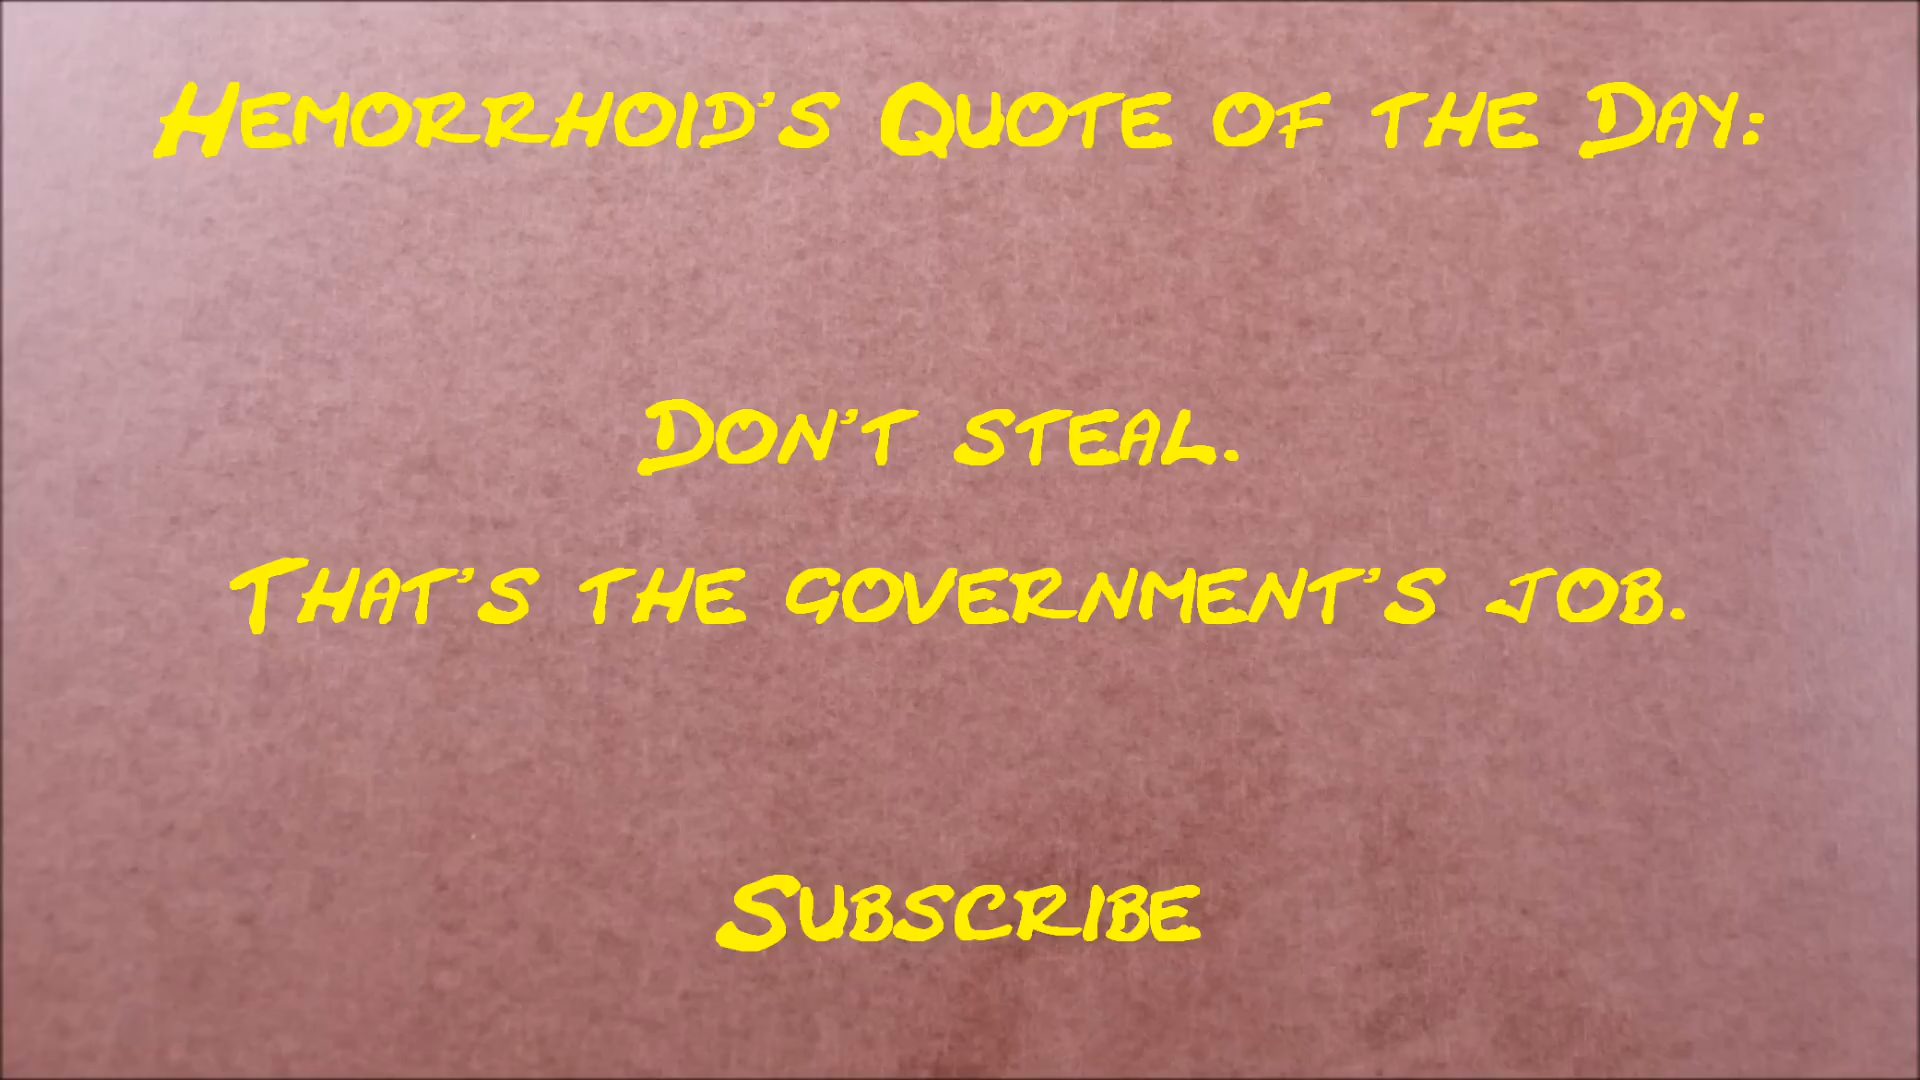 Hemorrhoid's Quote of the Day:
Don't steal.
That's the government's job.
Subscribe